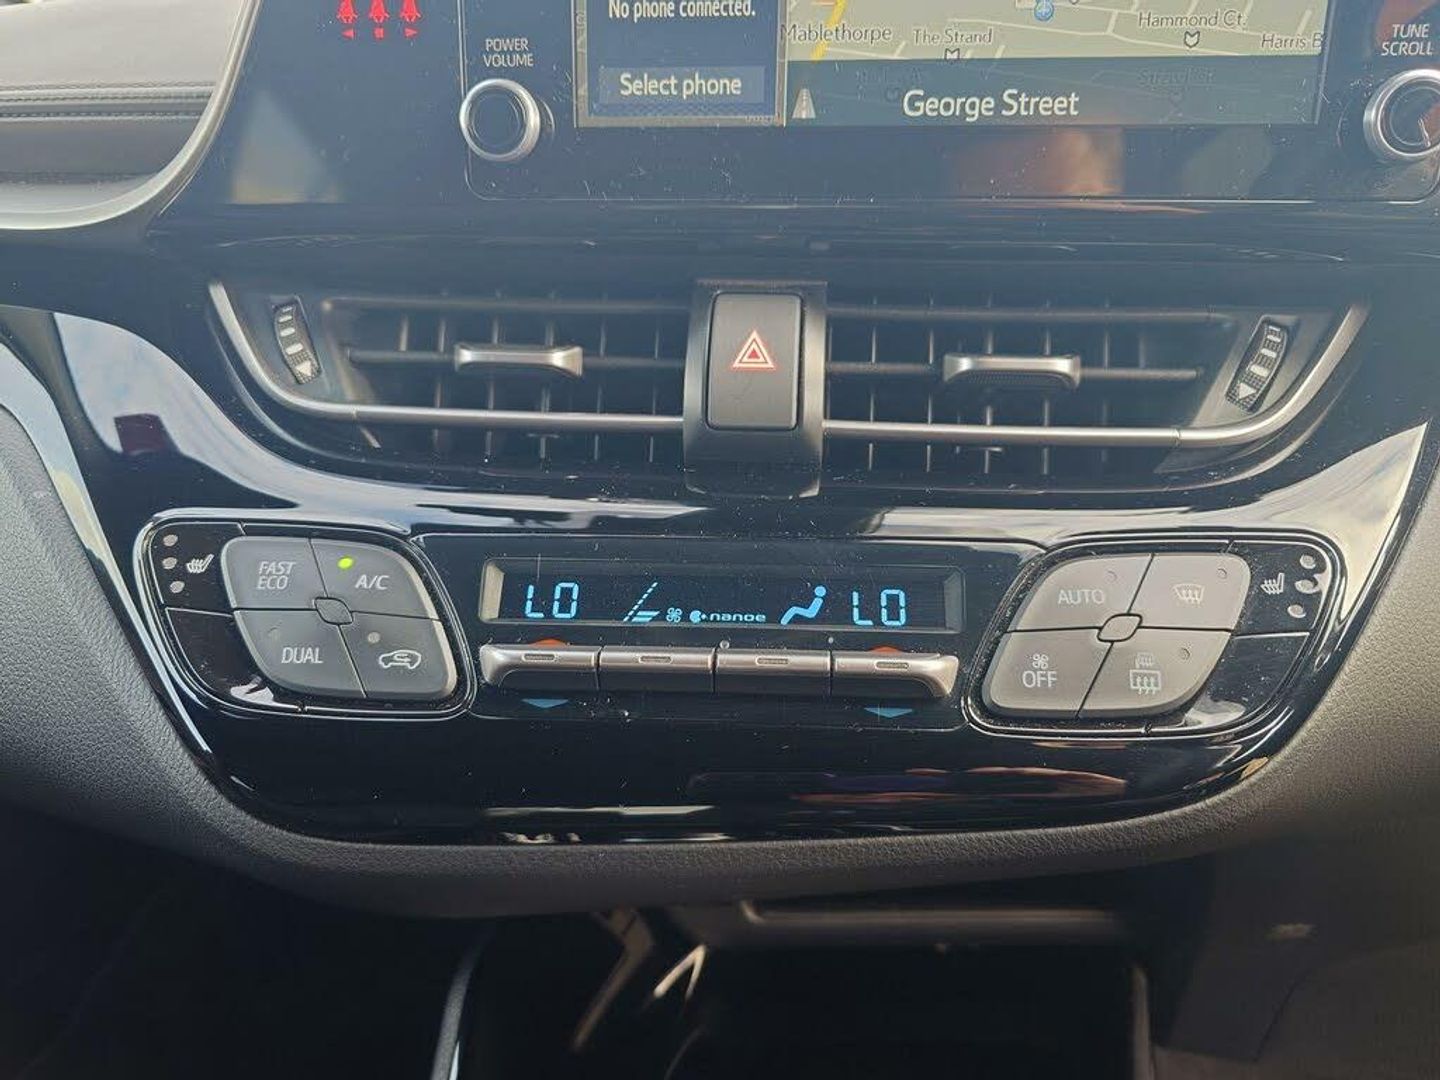 No phone connected.
Select phone
Mablethorpe
The Strand
Hammond Ct.
Harris
George Street
POWER
VOLUME
TUNE
SCROLL
FAST
ECO
A/C
DUAL
LO
nanoe
LO
AUTO
OFF